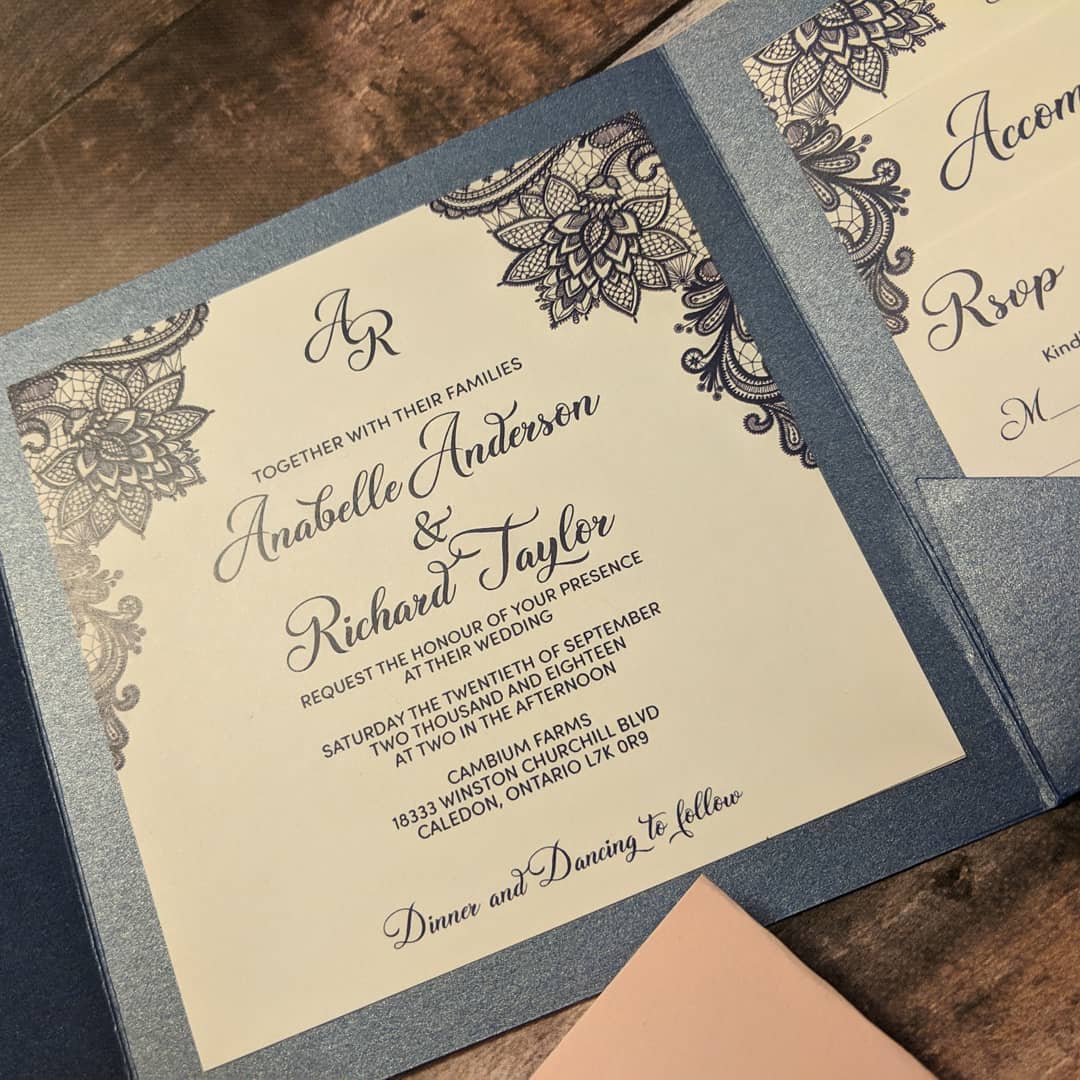 A
R
TOGETHER WITH THEIR FAMILIES
Anabelle Anderson
&
Richard Taylor
REQUEST THE HONOUR OF YOUR PRESENCE
AT THEIR WEDDING
SATURDAY THE TWENTIETH OF SEPTEMBER
TWO THOUSAND AND EIGHTEEN
AT TWO IN THE AFTERNOON
CAMBIUM FARMS
18333 WINSTON CHURCHILL BLVD
CALEDON, ONTARIO L7K 0R9
Dinner and Dancing to follow
Accom
Rsvp
Kindl
M